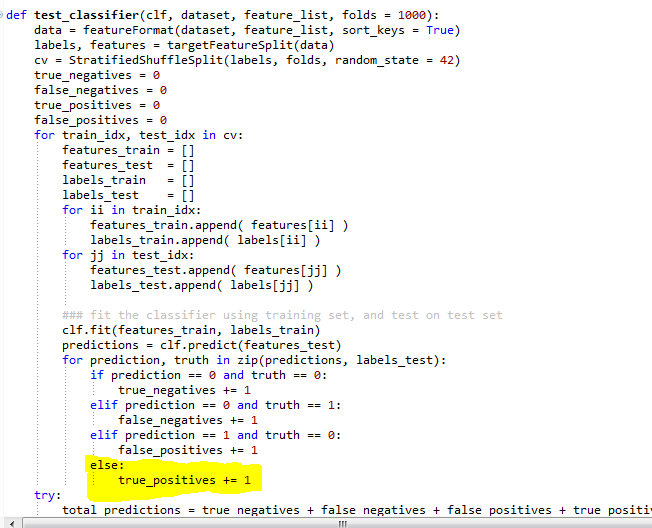 def test_classifier(clf, dataset, feature_list, folds = 1000):
    data = featureFormat(dataset, feature_list, sort_keys = True)
    labels, features = targetFeatureSplit(data)
    cv = StratifiedShuffleSplit(labels, folds, random_state = 42)
    true_negatives = 0
    false_negatives = 0
    true_positives = 0
    false_positives = 0
    for train_idx, test_idx in cv:
        features_train = []
        features_test  = []
        labels_train   = []
        labels_test    = []
        for ii in train_idx:
            features_train.append( features[ii] )
            labels_train.append( labels[ii] )
        for jj in test_idx:
            features_test.append( features[jj] )
            labels_test.append( labels[jj] )

        ### fit the classifier using training set, and test on test set
        clf.fit(features_train, labels_train)
        predictions = clf.predict(features_test)
        for prediction, truth in zip(predictions, labels_test):
            if prediction == 0 and truth == 0:
                true_negatives += 1
            elif prediction == 0 and truth == 1:
                false_negatives += 1
            elif prediction == 1 and truth == 0:
                false_positives += 1
            else:
                true_positives += 1
    try:
        total_predictions = true_negatives + false_negatives + false_positives + true_positiv